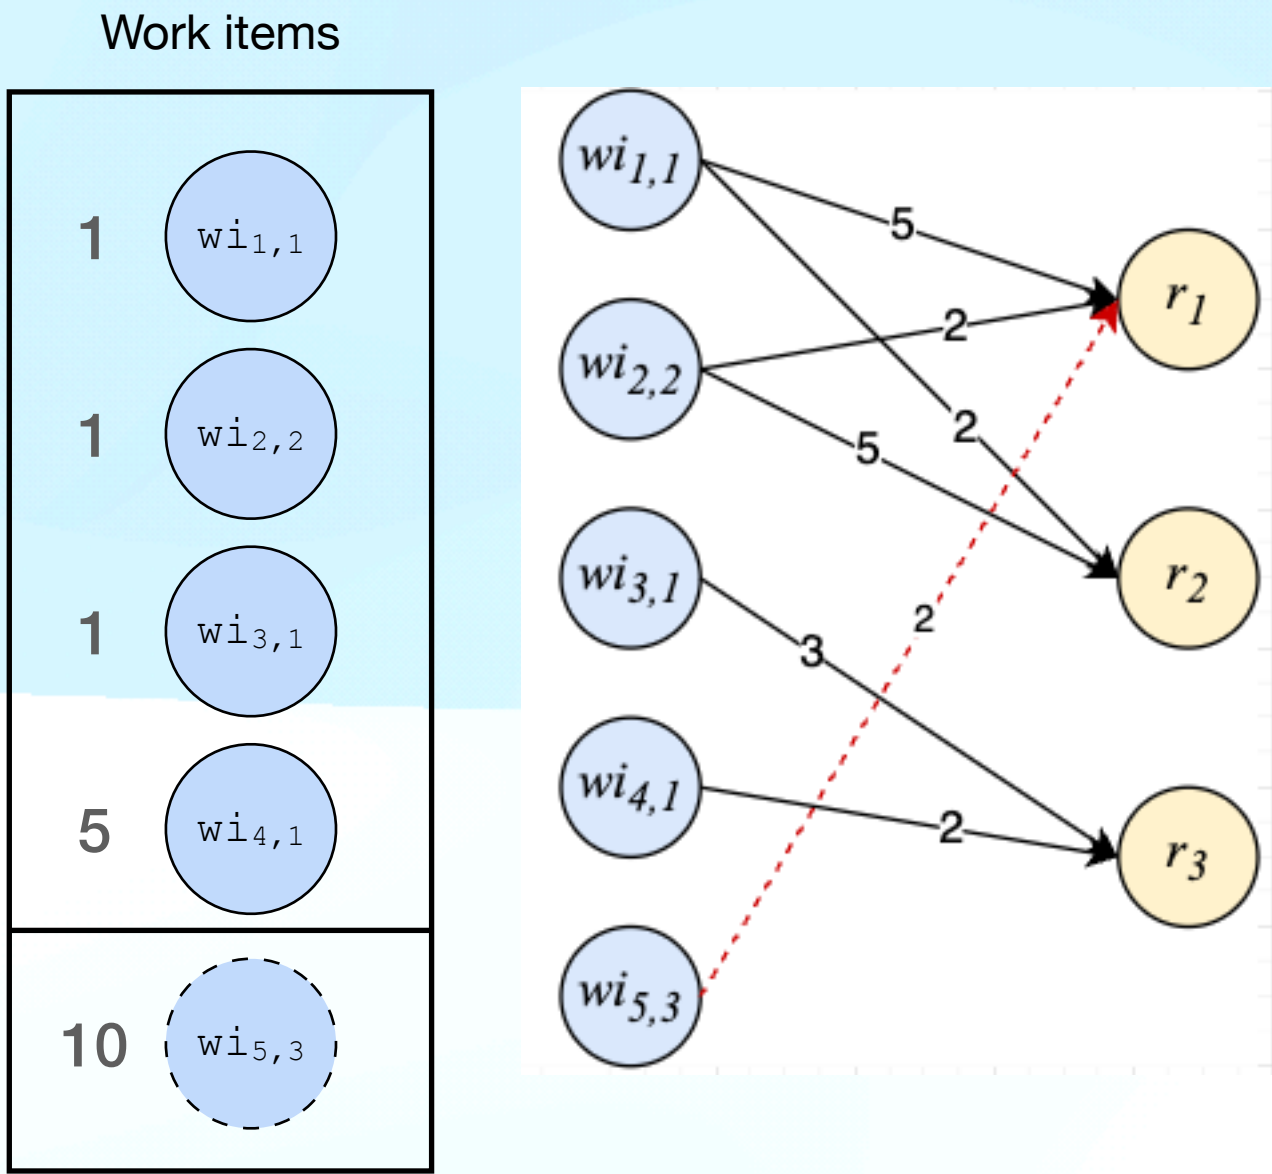 Work items
1 wi1,1
1 wi2,2
1 wi3,1
5 wi4,1
10 wi5,3
wi1,1
5
r1
wi2,2
2
2
5
r2
wi3,1
2
3
wi4,1
2
r3
wi5,3